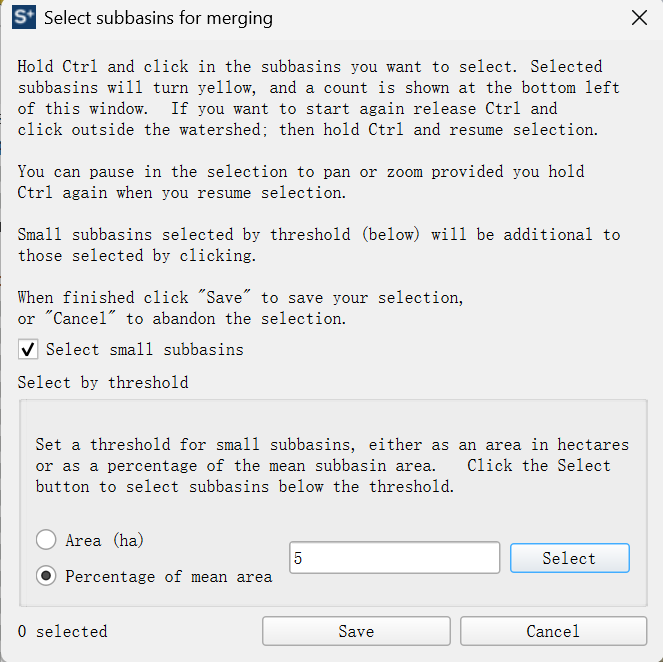 S+ Select subbasins for merging
Hold Ctrl and click in the subbasins you want to select. Selected
subbasins will turn yellow, and a count is shown at the bottom left
of this window.  If you want to start again release Ctrl and
click outside the watershed; then hold Ctrl and resume selection.
You can pause in the selection to pan or zoom provided you hold
Ctrl again when you resume selection.
Small subbasins selected by threshold (below) will be additional to
those selected by clicking.
When finished click "Save" to save your selection,
or "Cancel" to abandon the selection.
Select small subbasins
Select by threshold
Set a threshold for small subbasins, either as an area in hectares
or as a percentage of the mean subbasin area.   Click the Select
button to select subbasins below the threshold.
Area (ha)
Percentage of mean area
5
Select
0 selected
Save
Cancel